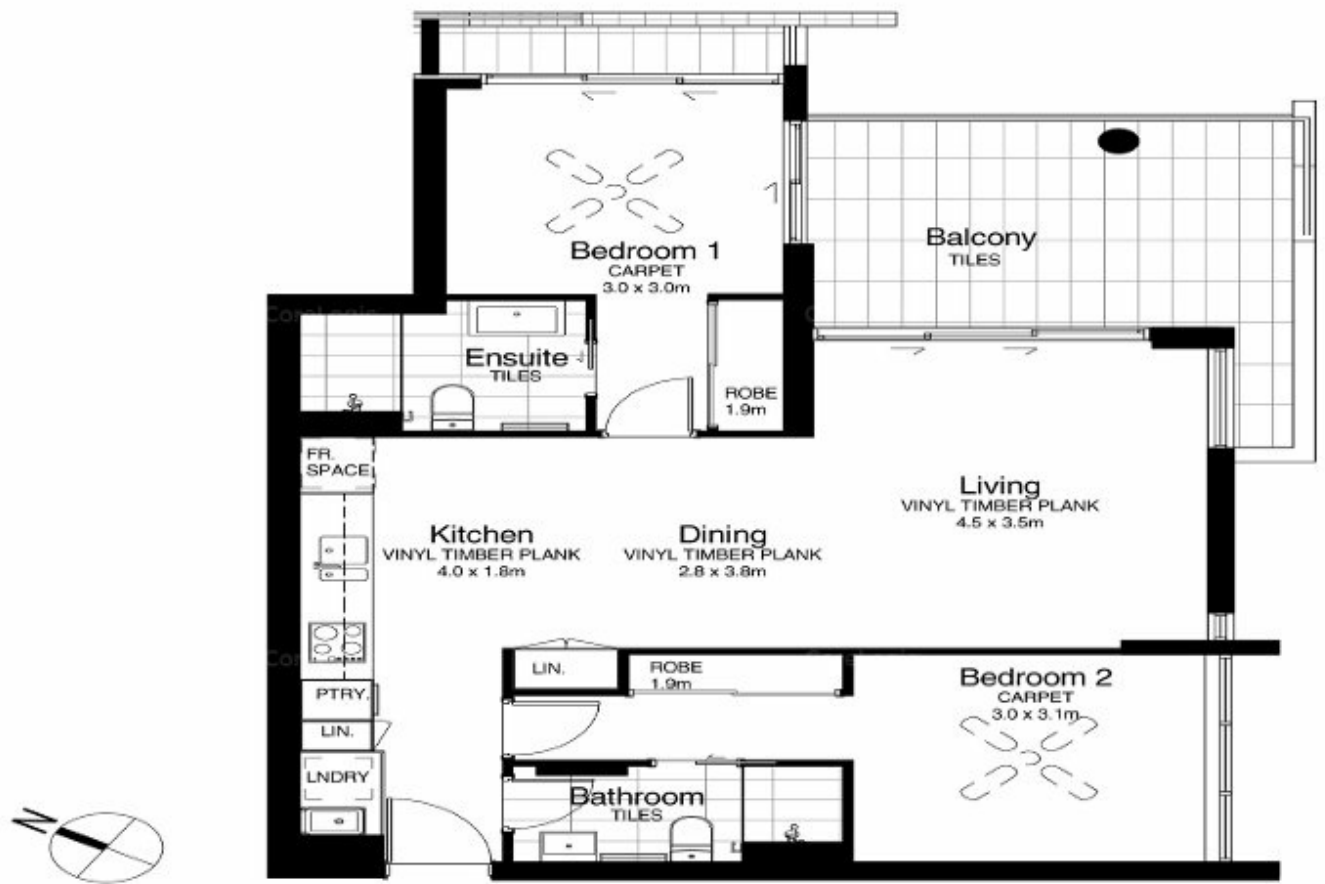 Bedroom 1
CARPET
3.0 x 3.0m
Balcony
TILES
CoreLogic
Ensuite
TILES
ROBE
1.9m
FR.
SPACE
Kitchen
VINYL TIMBER PLANK
4.0 x 1.8m
Dining
VINYL TIMBER PLANK
2.8 x 3.8m
Living
VINYL TIMBER PLANK
4.5 x 3.5m
LIN.
ROBE
1.9m
Bedroom 2
CARPET
3.0 x 3.1m
PTRY.
LIN.
LNDRY
Bathroom
TILES
N